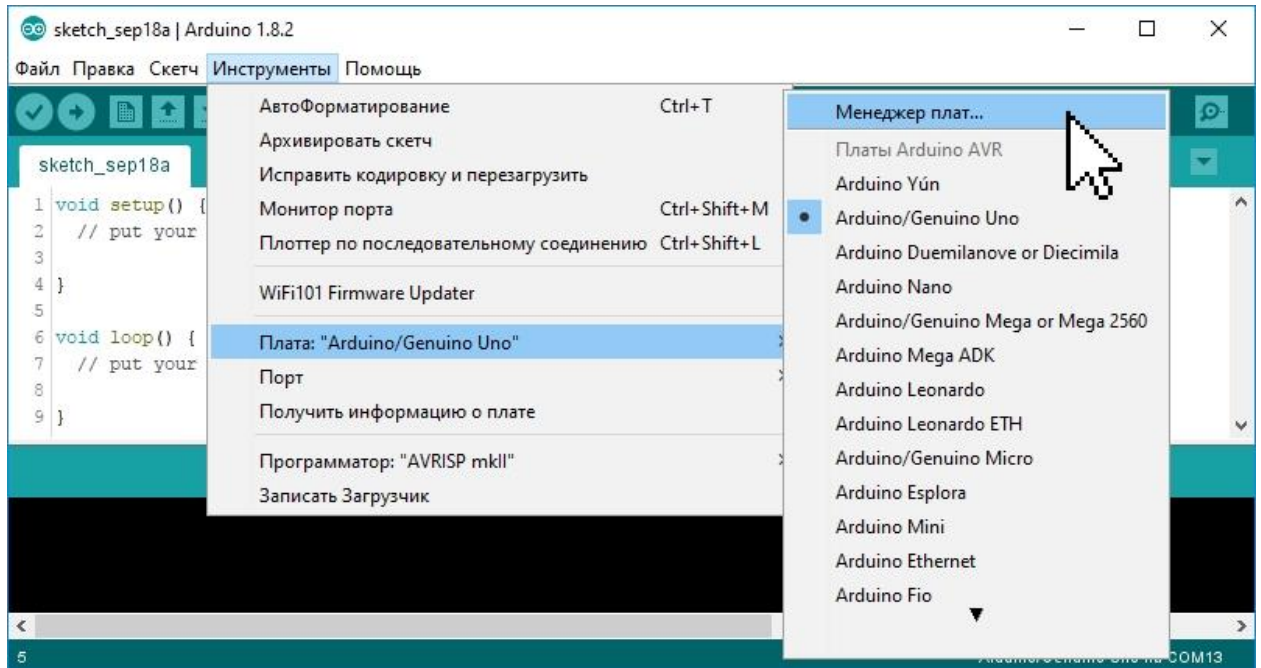 sketch_sep18a | Arduino 1.8.2
Файл Правка Скетч Инструменты Помощь
sketch_sep18a
1 void setup() {
2 // put your
3
4 }
5
6 void loop() {
7 // put your
8
9 }
АвтоФорматирование Ctrl+T
Архивировать скетч
Исправить кодировку и перезагрузить
Монитор порта Ctrl+Shift+M
Плоттер по последовательному соединению Ctrl+Shift+L
WiFi101 Firmware Updater
Плата: "Arduino/Genuino Uno"
Порт
Получить информацию о плате
Программатор: "AVRISP mkII"
Записать Загрузчик
Менеджер плат...
Платы Arduino AVR
Arduino Yún
Arduino/Genuino Uno
Arduino Duemilanove or Diecimila
Arduino Nano
Arduino/Genuino Mega or Mega 2560
Arduino Mega ADK
Arduino Leonardo
Arduino Leonardo ETH
Arduino/Genuino Micro
Arduino Esplora
Arduino Mini
Arduino Ethernet
Arduino Fio
5 COM13